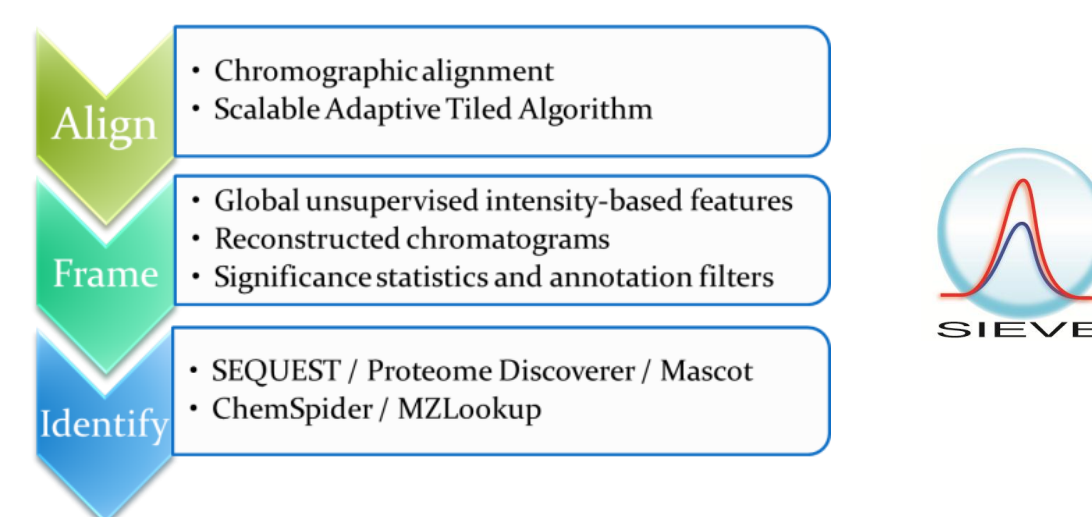 Align
• Chromographic alignment
• Scalable Adaptive Tiled Algorithm
Frame
• Global unsupervised intensity-based features
• Reconstructed chromatograms
• Significance statistics and annotation filters
Identify
• SEQUEST / Proteome Discoverer / Mascot
• ChemSpider / MZLookup
SIEVE